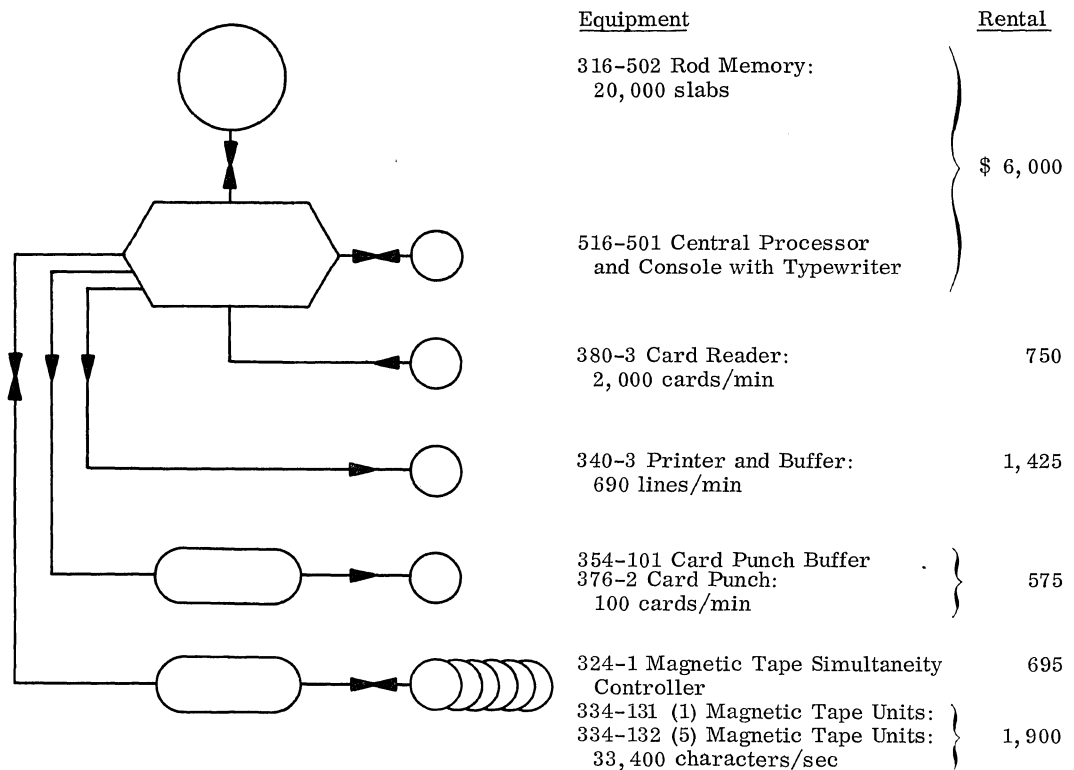 Equipment Rental
316-502 Rod Memory:
20,000 slabs
$ 6,000
516-501 Central Processor
and Console with Typewriter
380-3 Card Reader: 750
2,000 cards/min
340-3 Printer and Buffer: 1,425
690 lines/min
354-101 Card Punch Buffer
376-2 Card Punch: 575
100 cards/min
324-1 Magnetic Tape Simultaneity 695
Controller
334-131 (1) Magnetic Tape Units:
334-132 (5) Magnetic Tape Units: 1,900
33,400 characters/sec